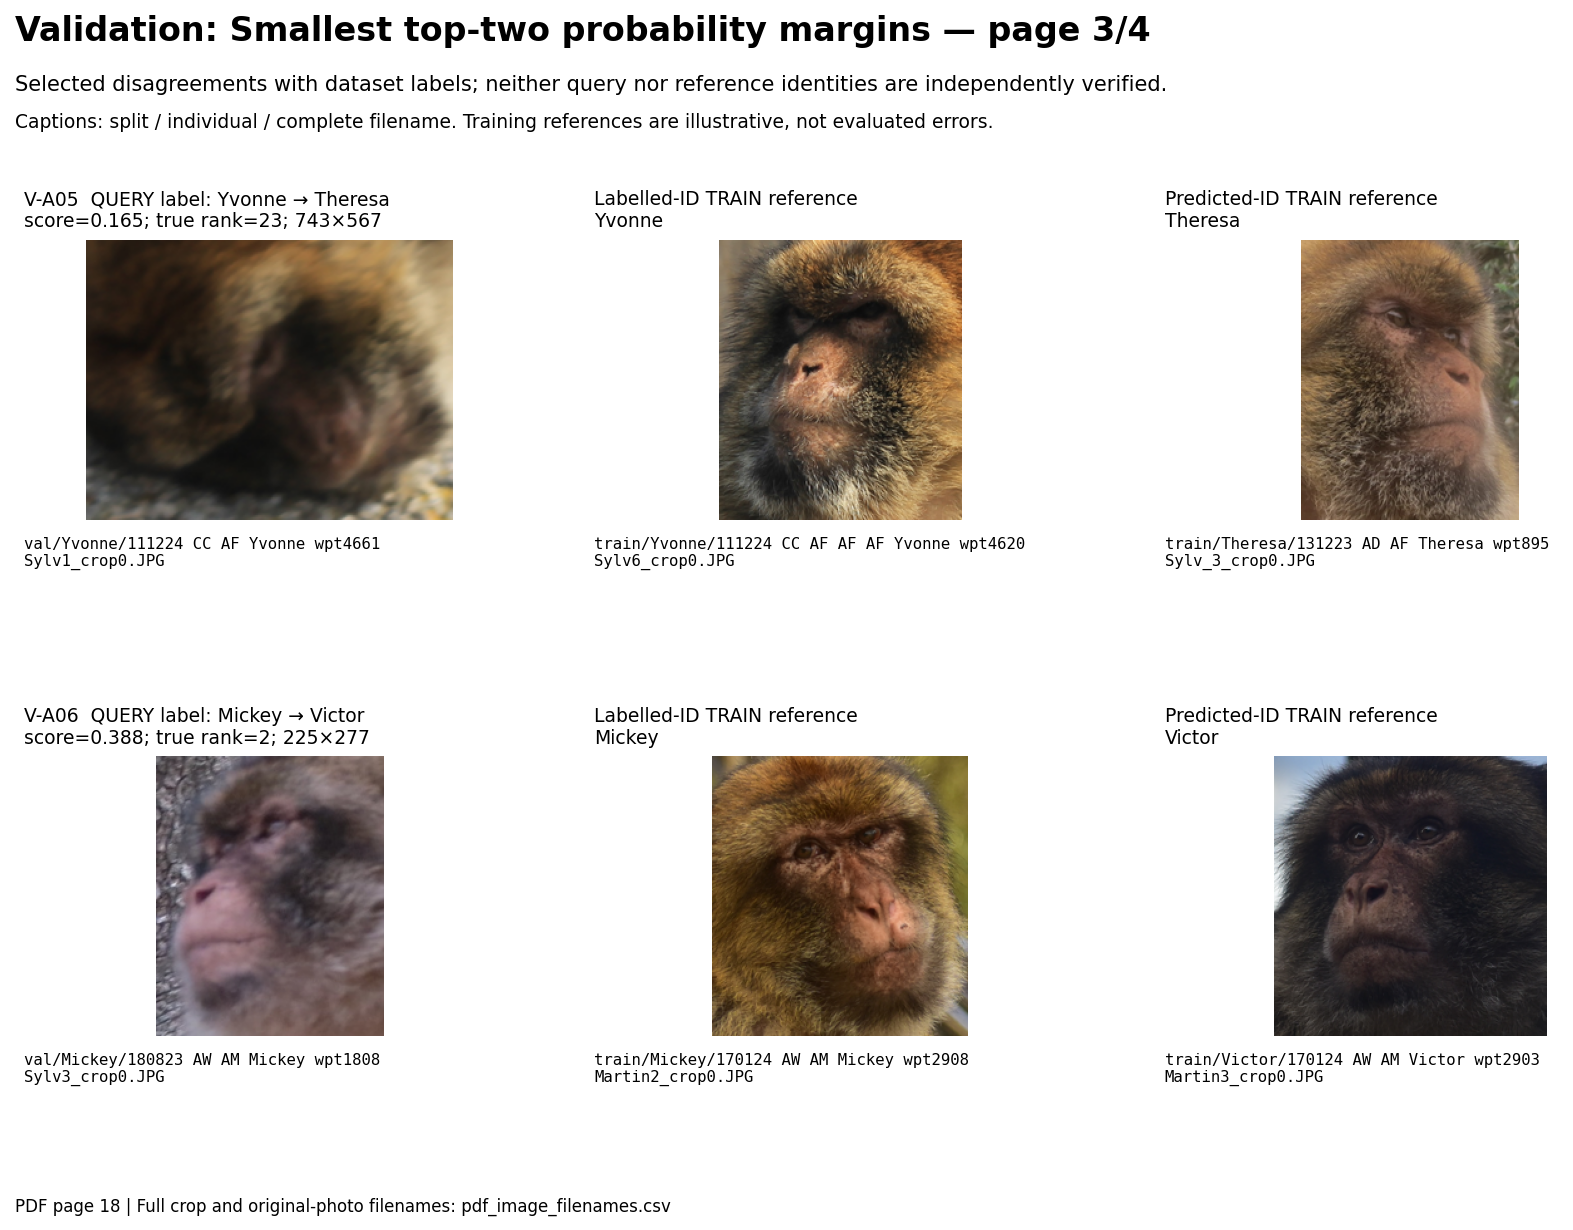 Validation: Smallest top-two probability margins — page 3/4
Selected disagreements with dataset labels; neither query nor reference identities are independently verified.
Captions: split / individual / complete filename. Training references are illustrative, not evaluated errors.
V-A05  QUERY label: Yvonne → Theresa
score=0.165; true rank=23; 743×567
Labelled-ID TRAIN reference
Yvonne
Predicted-ID TRAIN reference
Theresa
val/Yvonne/111224 CC AF Yvonne wpt4661
Sylv1_crop0.JPG
train/Yvonne/111224 CC AF AF AF Yvonne wpt4620
Sylv6_crop0.JPG
train/Theresa/131223 AD AF Theresa wpt895
Sylv_3_crop0.JPG
V-A06  QUERY label: Mickey → Victor
score=0.388; true rank=2; 225×277
Labelled-ID TRAIN reference
Mickey
Predicted-ID TRAIN reference
Victor
val/Mickey/180823 AW AM Mickey wpt1808
Sylv3_crop0.JPG
train/Mickey/170124 AW AM Mickey wpt2908
Martin2_crop0.JPG
train/Victor/170124 AW AM Victor wpt2903
Martin3_crop0.JPG
PDF page 18 | Full crop and original-photo filenames: pdf_image_filenames.csv